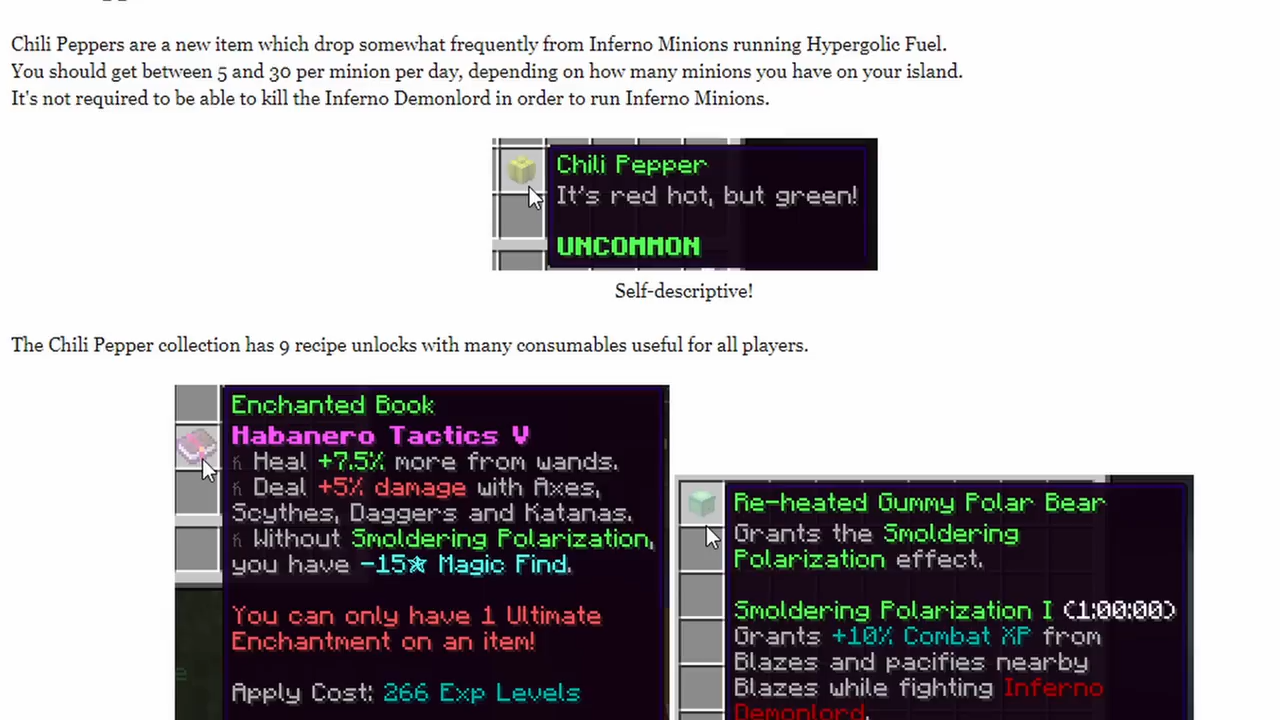 Chili Peppers are a new item which drop somewhat frequently from Inferno Minions running Hypergolic Fuel.
You should get between 5 and 30 per minion per day, depending on how many minions you have on your island.
It's not required to be able to kill the Inferno Demonlord in order to run Inferno Minions.
Chili Pepper
It's red hot, but green!
UNCOMMON
Self-descriptive!
The Chili Pepper collection has 9 recipe unlocks with many consumables useful for all players.
Enchanted Book
Habanero Tactics V
Heal +7.5% more from wands.
Deal +5% damage with Axes,
Scythes, Daggers and Katanas.
Without Smoldering Polarization,
you have -15✯ Magic Find.
You can only have 1 Ultimate
Enchantment on an item!
Apply Cost: 266 Exp Levels
Re-heated Gummy Polar Bear
Grants the Smoldering
Polarization effect.
Smoldering Polarization I (1:00:00)
Grants +10% Combat XP from
Blazes and pacifies nearby
Blazes while fighting Inferno
Demonlord.